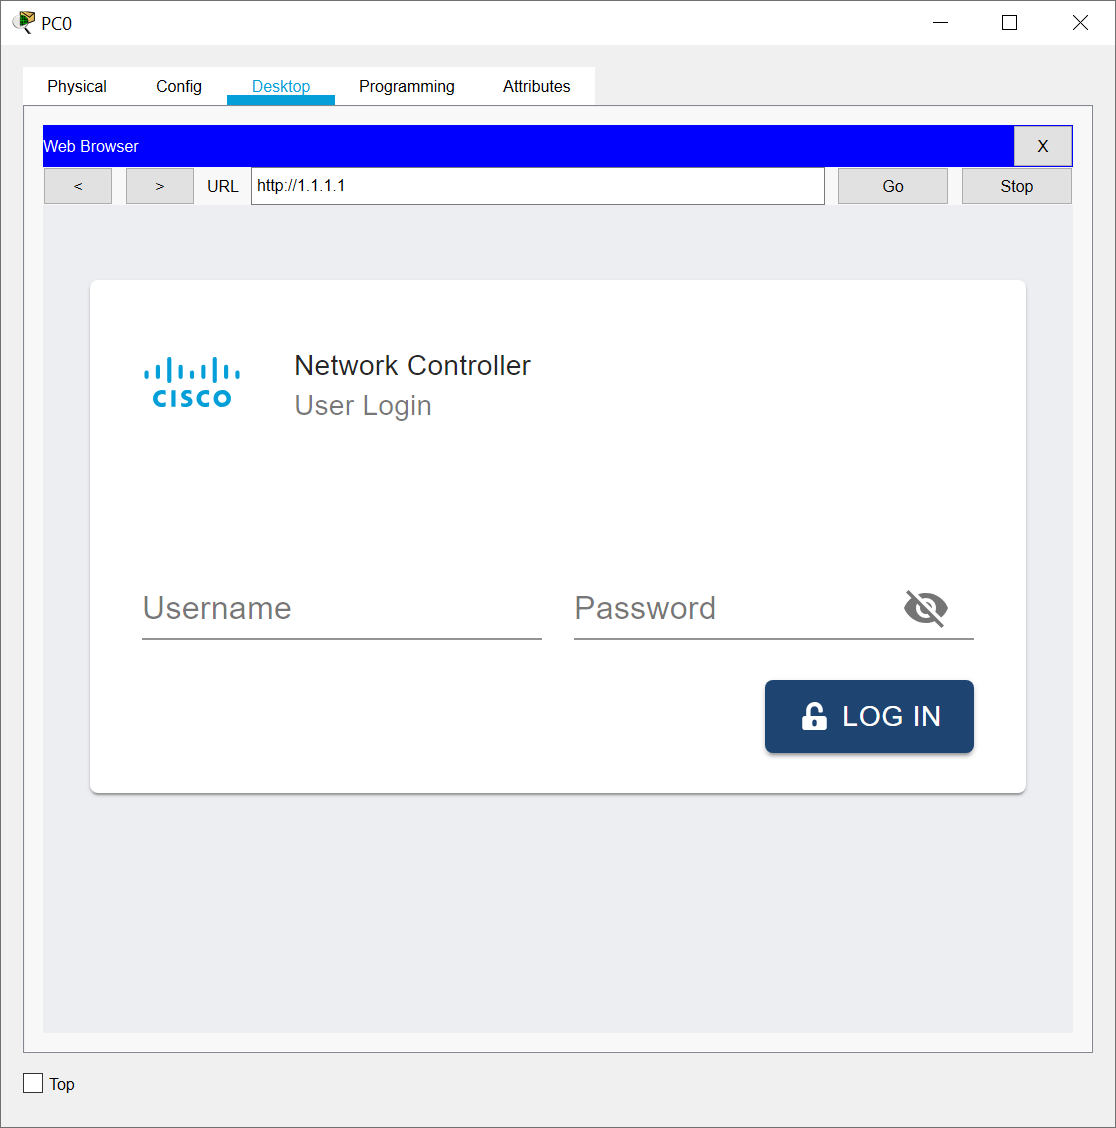 PC0
Physical Config Desktop Programming Attributes
Web Browser X
< > URL http://1.1.1.1 Go Stop
CISCO
Network Controller
User Login
Username Password
LOG IN
Top